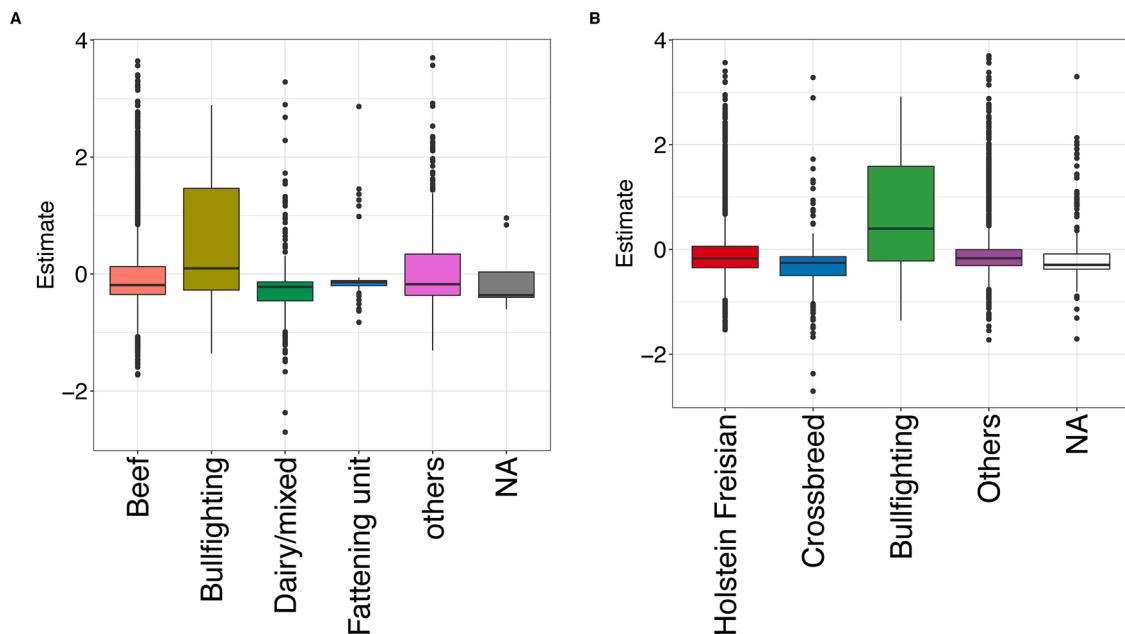 A
4
2
0
−2
Estimate
Beef
Bullfighting
Dairy/mixed
Fattening unit
others
NA
B
4
2
0
−2
Estimate
Holstein Freisian
Crossbreed
Bullfighting
Others
NA